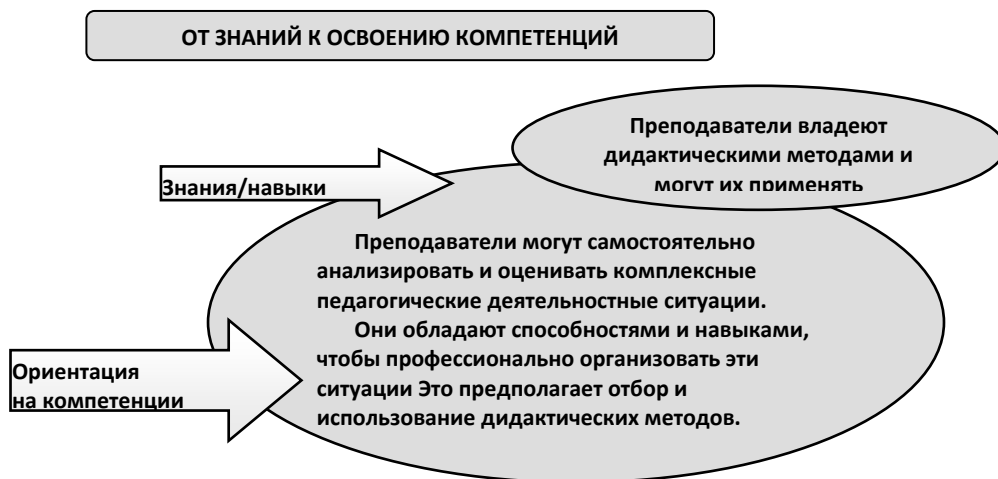 ОТ ЗНАНИЙ К ОСВОЕНИЮ КОМПЕТЕНЦИЙ
Преподаватели владеют
дидактическими методами и
могут их применять
Знания/навыки
Преподаватели могут самостоятельно
анализировать и оценивать комплексные
педагогические деятельностные ситуации.
Они обладают способностями и навыками,
чтобы профессионально организовать эти
ситуации Это предполагает отбор и
использование дидактических методов.
Ориентация
на компетенции